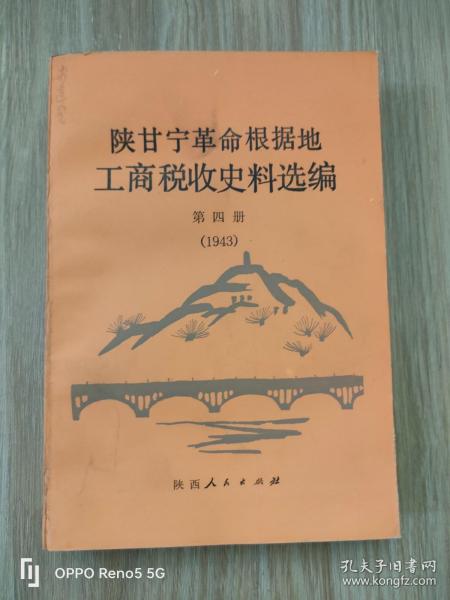 陕甘宁革命根据地
工商税收史料选编
第四册
(1943)
陕西人民出版社
OPPO Reno5 5G
孔夫子旧书网
www.kongfz.com